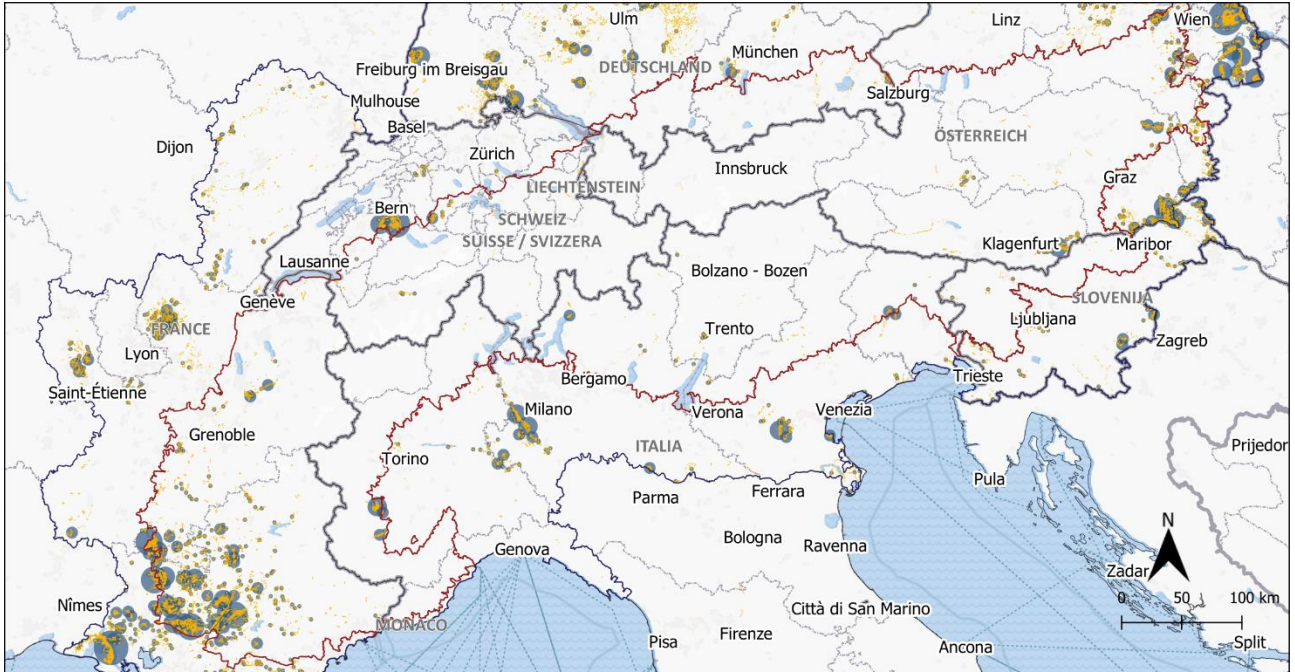 Ulm
Linz
Wien
München
DEUTSCHLAND
Freiburg im Breisgau
Salzburg
Mulhouse
Basel
ÖSTERREICH
Dijon
Zürich
Innsbruck
Graz
LIECHTENSTEIN
Bern
SCHWEIZ
SUISSE / SVIZZERA
Klagenfurt
Maribor
Lausanne
Bolzano - Bozen
Genève
SLOVENIJA
Ljubljana
FRANCE
Trento
Zagreb
Lyon
Saint-Étienne
Bergamo
Trieste
Milano
Verona
Venezia
Grenoble
ITALIA
Prijedor
Torino
Pula
Parma
Ferrara
Bologna
Genova
Ravenna
N
Zadar
Nîmes
0 50 100 km
Città di San Marino
MONACO
Pisa
Firenze
Ancona
Split